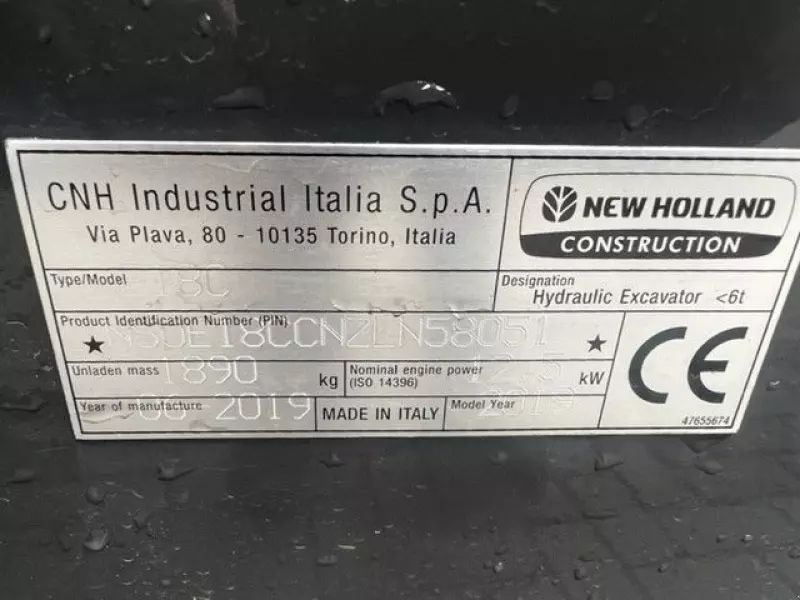 CNH Industrial Italia S.p.A.
Via Plava, 80 - 10135 Torino, Italia
NEW HOLLAND
CONSTRUCTION
Type/Model
18C
Designation
Hydraulic Excavator <6t
Product Identification Number (PIN)
Unladen mass 1890 kg
Nominal engine power
(ISO 14396) kW
Year of manufacture 2019
MADE IN ITALY
Model Year 2019
CE
47655674